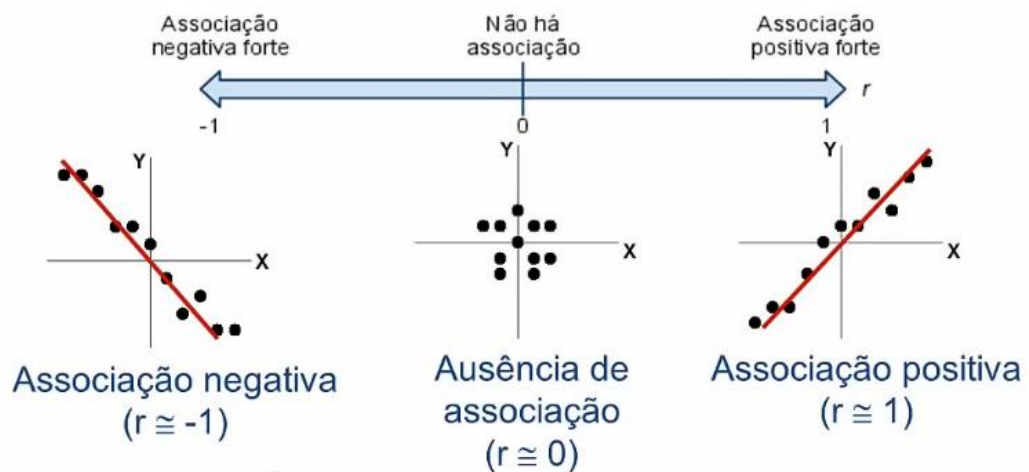 Associação
negativa forte
Não há
associação
Associação
positiva forte
r
-1
0
1
Y
X
Y
X
Y
X
Associação negativa
(r ≅ -1)
Ausência de
associação
(r ≅ 0)
Associação positiva
(r ≅ 1)